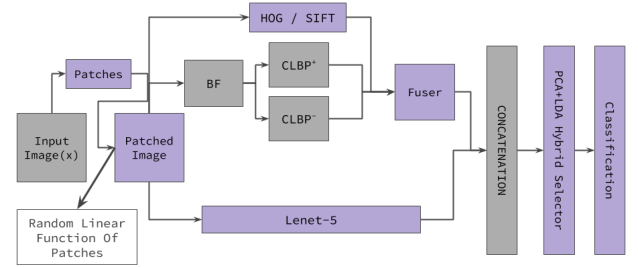 HOG / SIFT
Patches
BF
CLBP⁺
CLBP⁻
Fuser
Input
Image(x)
Patched
Image
Random Linear
Function Of
Patches
Lenet-5
CONCATENATION
PCA+LDA Hybrid Selector
Classification